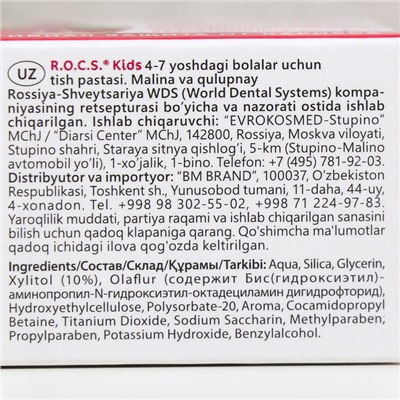 UZ
R.O.C.S.® Kids 4-7 yoshdagi bolalar uchun
tish pastasi. Malina va qulupnay
Rossiya-Shveytsariya WDS (World Dental Systems) kompa-
niyasining retsepturasi bo'yicha va nazorati ostida ishlab
chiqarilgan. Ishlab chiqaruvchi: "EVROKOSMED-Stupino"
MChJ / "Diarsi Center" MChJ, 142800, Rossiya, Moskva viloyati,
Stupino shahri, Staraya sitnya qishlog'i, 5-km (Stupino-Malino
avtomobil yo'li), 1-xo'jalik, 1-bino. Telefon: +7 (495) 781-92-03.
Distribyutor va importyor: "BM BRAND", 100037, O'zbekiston
Respublikasi, Toshkent sh., Yunusobod tumani, 11-daha, 44-uy,
4-xonadon. Tel. +998 98 302-55-02, +998 71 224-97-83.
Yaroqlilik muddati, partiya raqami va ishlab chiqarilgan sanasini
bilish uchun qadoq klapaniga qarang. Qo'shimcha ma'lumotlar
qadoq ichidagi ilova qog'ozda keltirilgan.
Ingredients/Состав/Склад/Құрамы/Tarkibi: Aqua, Silica, Glycerin,
Xylitol (10%), Olaflur (содержит Бис(гидроксиэтил)-
аминопропил-N-гидроксиэтил-октадециламин дигидрофторид),
Hydroxyethylcellulose, Polysorbate-20, Aroma, Cocamidopropyl
Betaine, Titanium Dioxide, Sodium Saccharin, Methylparaben,
Propylparaben, Potassium Hydroxide, Benzylalcohol.